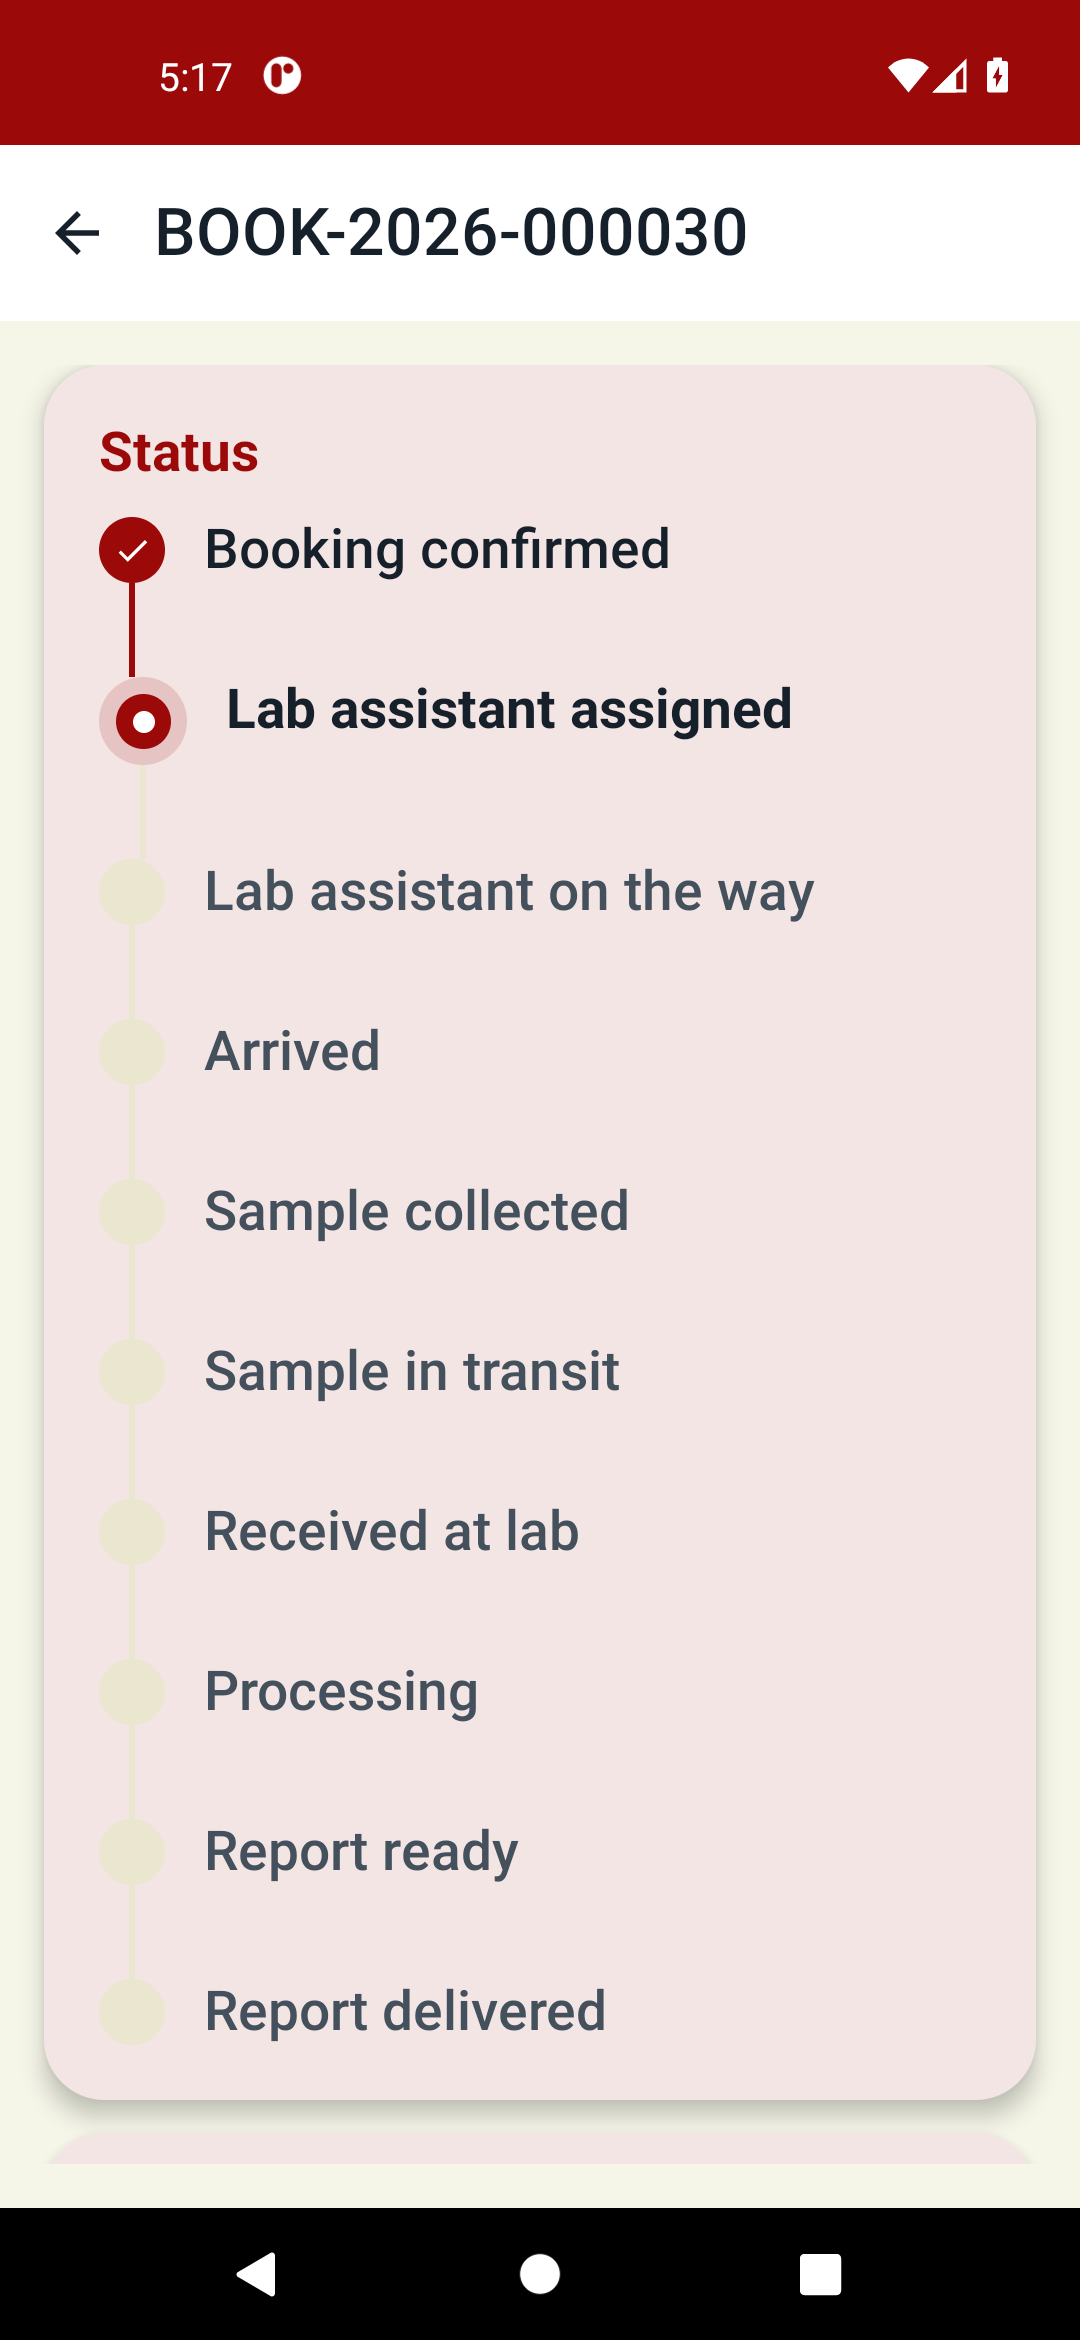 5:17
BOOK-2026-000030
Status
Booking confirmed
Lab assistant assigned
Lab assistant on the way
Arrived
Sample collected
Sample in transit
Received at lab
Processing
Report ready
Report delivered